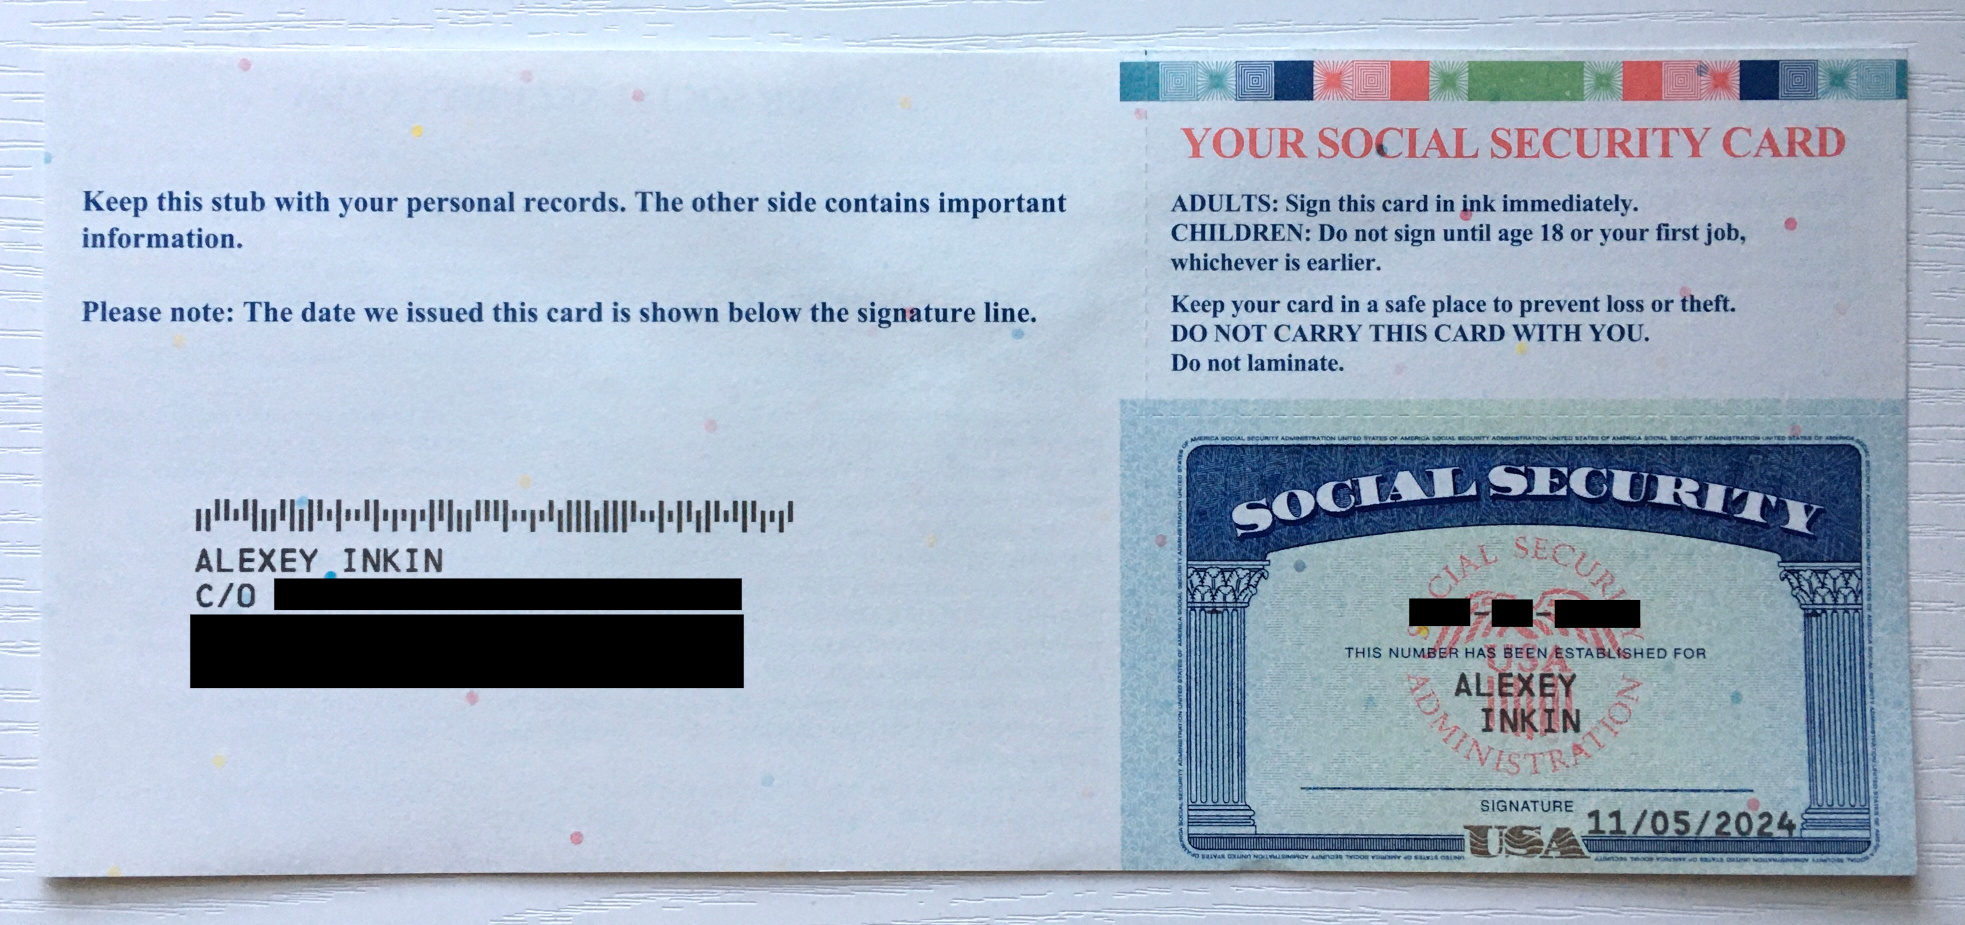 Keep this stub with your personal records. The other side contains important
information.
Please note: The date we issued this card is shown below the signature line.
ALEXEY INKIN
C/O
YOUR SOCIAL SECURITY CARD
ADULTS: Sign this card in ink immediately.
CHILDREN: Do not sign until age 18 or your first job,
whichever is earlier.
Keep your card in a safe place to prevent loss or theft.
DO NOT CARRY THIS CARD WITH YOU.
Do not laminate.
SOCIAL SECURITY
SOCIAL SECURITY ADMINISTRATION
USA
THIS NUMBER HAS BEEN ESTABLISHED FOR
ALEXEY
INKIN
SIGNATURE
11/05/2024
USA